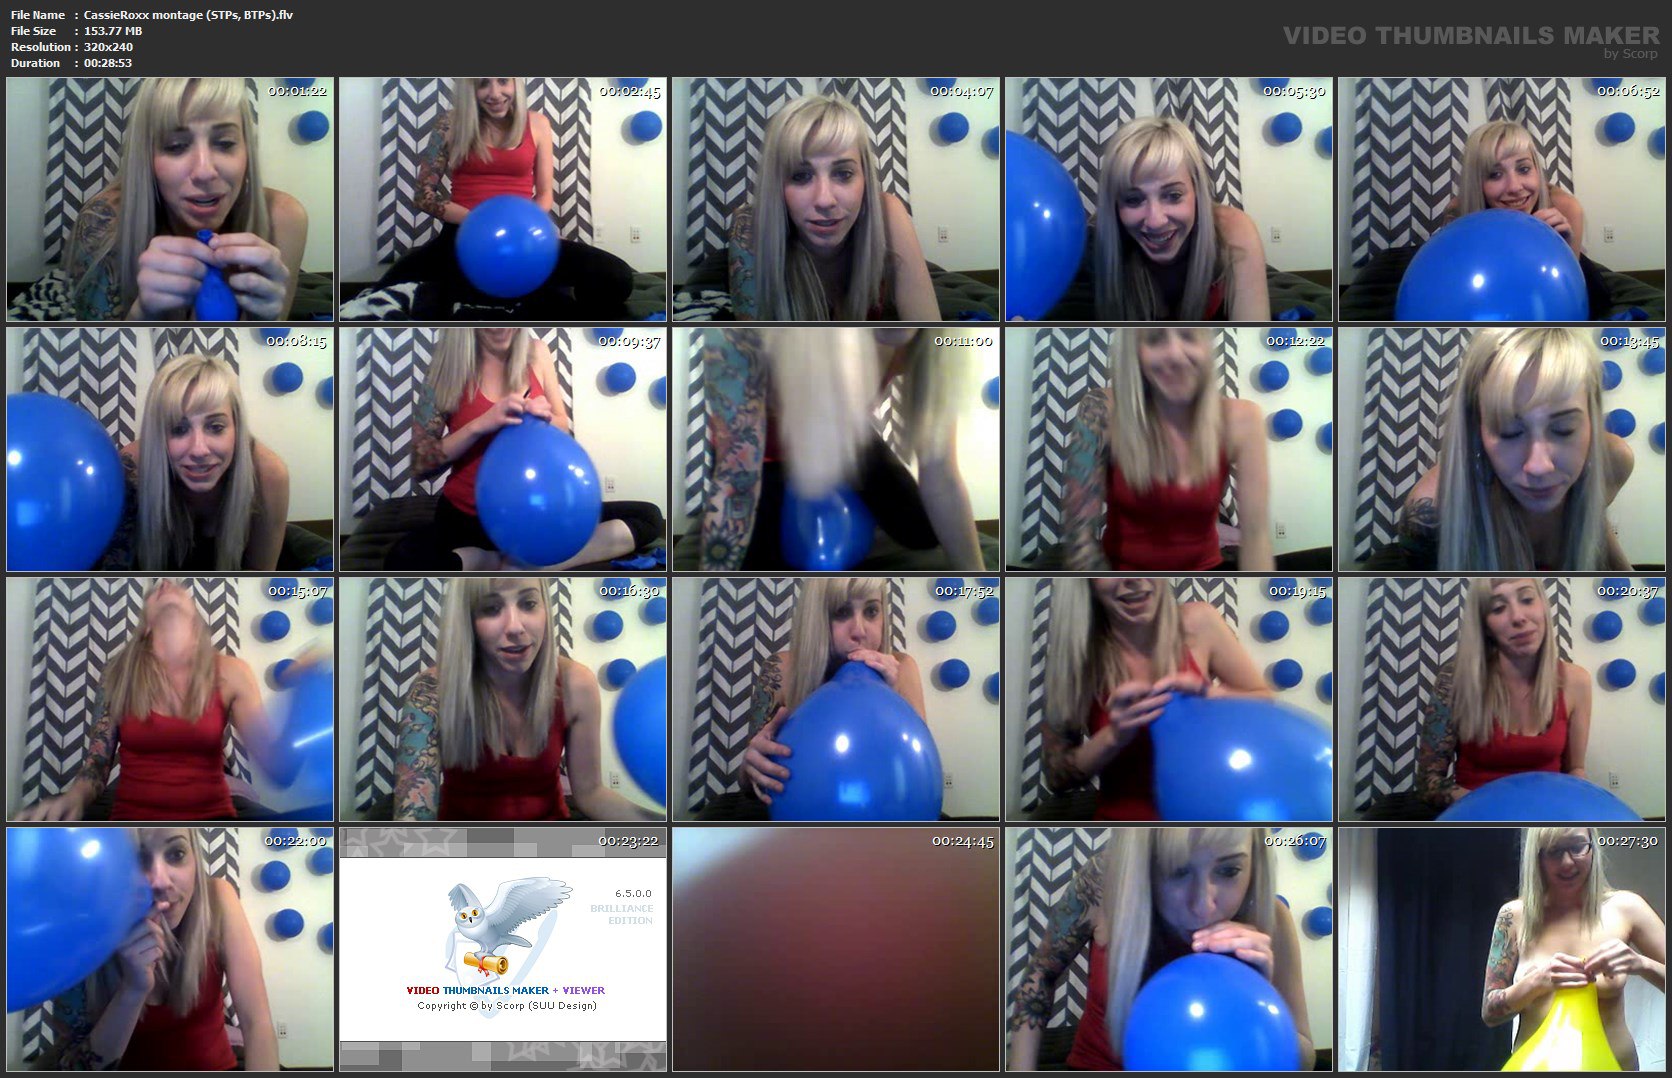 File Name : CassieRoxx montage (STPs, BTPs).flv
File Size : 153.77 MB
Resolution : 320x240
Duration : 00:28:53
VIDEO THUMBNAILS MAKER
by Scorp
00:01:22
00:02:45
00:04:07
00:05:30
00:06:52
00:08:15
00:09:37
00:11:00
00:12:22
00:13:45
00:15:07
00:16:30
00:17:52
00:19:15
00:20:37
00:22:00
00:23:22
6.5.0.0
BRILLIANCE
EDITION
VIDEO THUMBNAILS MAKER + VIEWER
Copyright © by Scorp (SUU Design)
00:24:45
00:26:07
00:27:30